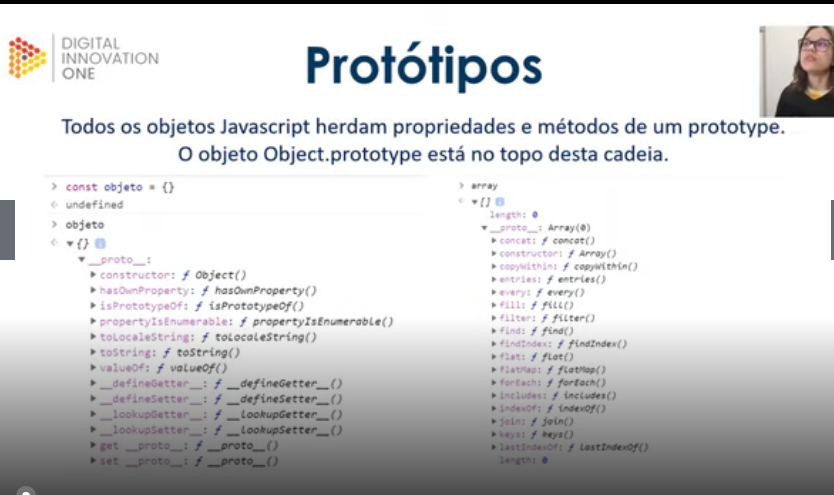 DIGITAL
INNOVATION
ONE
Protótipos
Todos os objetos Javascript herdam propriedades e métodos de um prototype.
O objeto Object.prototype está no topo desta cadeia.
> const objeto = {}
< undefined
> objeto
< ▼{} i
▼__proto__:
▶constructor: ƒ Object()
▶hasOwnProperty: ƒ hasOwnProperty()
▶isPrototypeOf: ƒ isPrototypeOf()
▶propertyIsEnumerable: ƒ propertyIsEnumerable()
▶toLocaleString: ƒ toLocaleString()
▶toString: ƒ toString()
▶valueOf: ƒ valueOf()
▶__defineGetter__: ƒ __defineGetter__()
▶__defineSetter__: ƒ __defineSetter__()
▶__lookupGetter__: ƒ __lookupGetter__()
▶__lookupSetter__: ƒ __lookupSetter__()
▶get __proto__: ƒ __proto__()
▶set __proto__: ƒ __proto__()
> array
< ▼[] i
length: 0
▼__proto__: Array(0)
▶concat: ƒ concat()
▶constructor: ƒ Array()
▶copyWithin: ƒ copyWithin()
▶entries: ƒ entries()
▶every: ƒ every()
▶fill: ƒ fill()
▶filter: ƒ filter()
▶find: ƒ find()
▶findIndex: ƒ findIndex()
▶flat: ƒ flat()
▶flatMap: ƒ flatMap()
▶forEach: ƒ forEach()
▶includes: ƒ includes()
▶indexOf: ƒ indexOf()
▶join: ƒ join()
▶keys: ƒ keys()
▶lastIndexOf: ƒ lastIndexOf()
length: 0